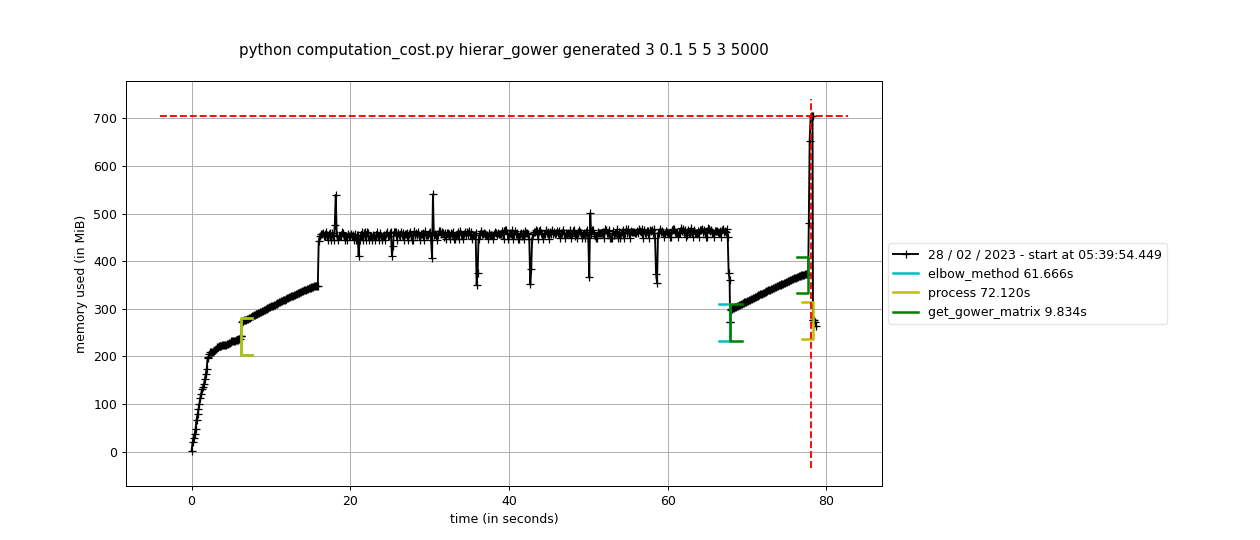 python computation_cost.py hierar_gower generated 3 0.1 5 5 3 5000
700
600
500
400
300
200
100
0
memory used (in MiB)
0 20 40 60 80
time (in seconds)
28 / 02 / 2023 - start at 05:39:54.449
elbow_method 61.666s
process 72.120s
get_gower_matrix 9.834s